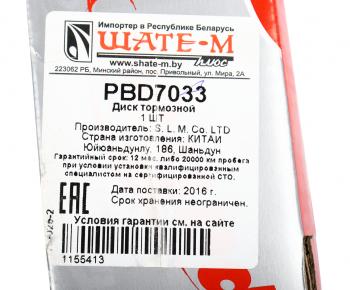 Импортер в Республике Беларусь
ШАТЕ-М
www.shate-m.by ПЛЮС
223062 РБ, Минский район, пос. Привольный, ул. Мира, 2А
PBD7033
Диск тормозной
1 ШТ
Производитель: S. L. M. Co. LTD
Страна изготовления: КИТАЙ
Юйюаньдунлу, 186, Шаньдун
Гарантийный срок: 12 мес. либо 20000 км пробега
при условии установки квалифицированным
специалистом на сертифицированной СТО.
EAC
Дата поставки: 2016 г.
Срок хранения неограничен.
Условия гарантии см. на сайте
1155413